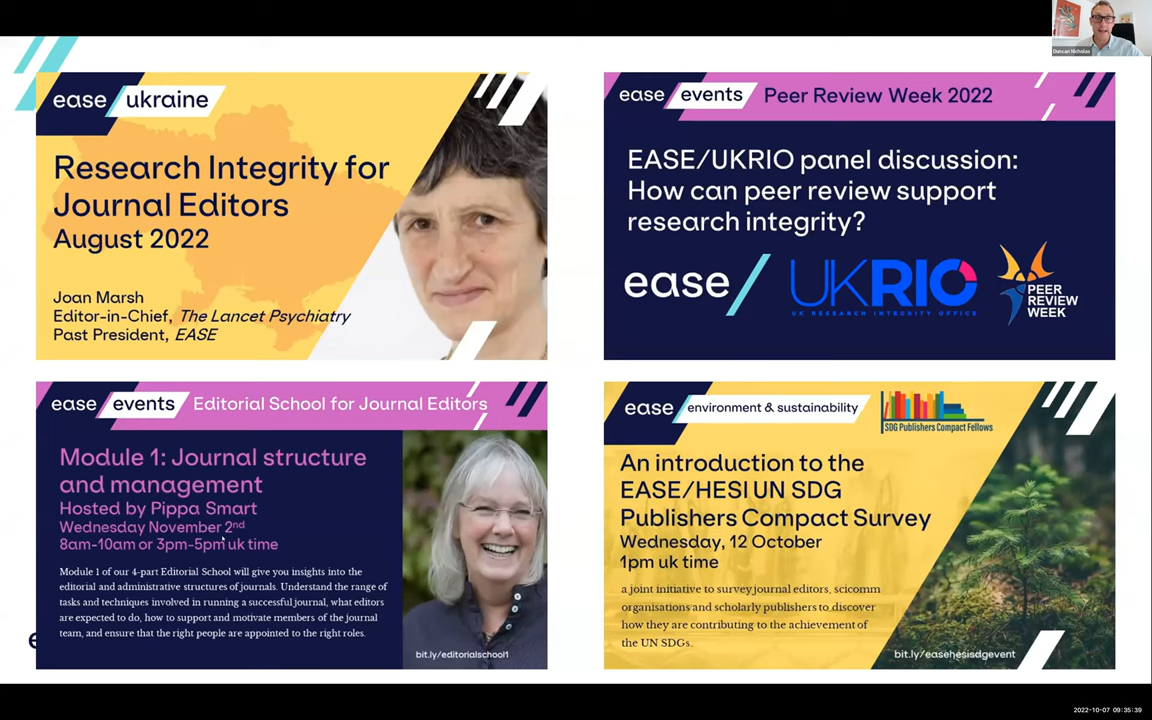 Duncan Nicholas
ease ukraine
Research Integrity for
Journal Editors
August 2022
Joan Marsh
Editor-in-Chief, The Lancet Psychiatry
Past President, EASE
ease events Peer Review Week 2022
EASE/UKRIO panel discussion:
How can peer review support
research integrity?
ease/
UKRIO
UK RESEARCH INTEGRITY OFFICE
PEER
REVIEW
WEEK
ease events Editorial School for Journal Editors
Module 1: Journal structure
and management
Hosted by Pippa Smart
Wednesday November 2nd
8am-10am or 3pm-5pm uk time
Module 1 of our 4-part Editorial School will give you insights into the
editorial and administrative structures of journals. Understand the range of
tasks and techniques involved in running a successful journal, what editors
are expected to do, how to support and motivate members of the journal
team, and ensure that the right people are appointed to the right roles.
bit.ly/editorialschool1
ease environment & sustainability
SDG Publishers Compact Fellows
An introduction to the
EASE/HESI UN SDG
Publishers Compact Survey
Wednesday, 12 October
1pm uk time
a joint initiative to survey journal editors, scicomm
organisations and scholarly publishers to discover
how they are contributing to the achievement of
the UN SDGs.
bit.ly/easehesisdgevent
2022-10-07 09:35:39